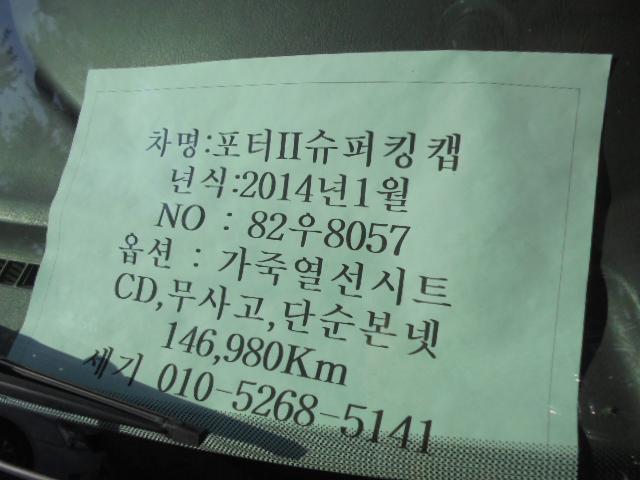 차명:포터II슈퍼킹캡
년식:2014년1월
NO : 82우8057
옵션 : 가죽열선시트
CD,무사고,단순본넷
146,980Km
세기 010-5268-5141